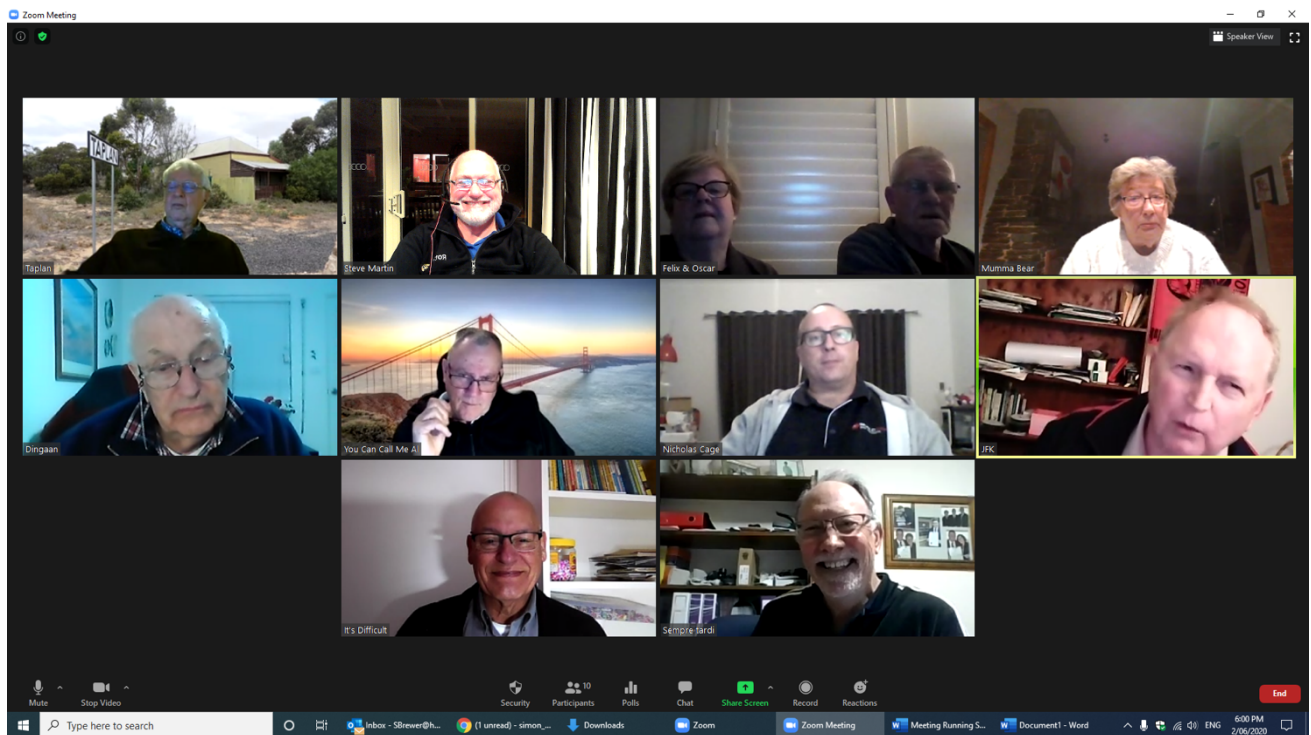 Zoom Meeting
Speaker View
TAPLAN
Taplan
Steve Martin
Felix & Oscar
Mumma Bear
Dingaan
You Can Call Me Al
Nicholas Cage
JFK
It's Difficult
Sempre tardi
Mute
Stop Video
Security
Participants
10
Polls
Chat
Share Screen
Record
Reactions
End
Type here to search
Inbox - SBrewer@h...
(1 unread) - simon_...
Downloads
Zoom
Zoom Meeting
Meeting Running S...
Document1 - Word
ENG
6:00 PM
2/06/2020